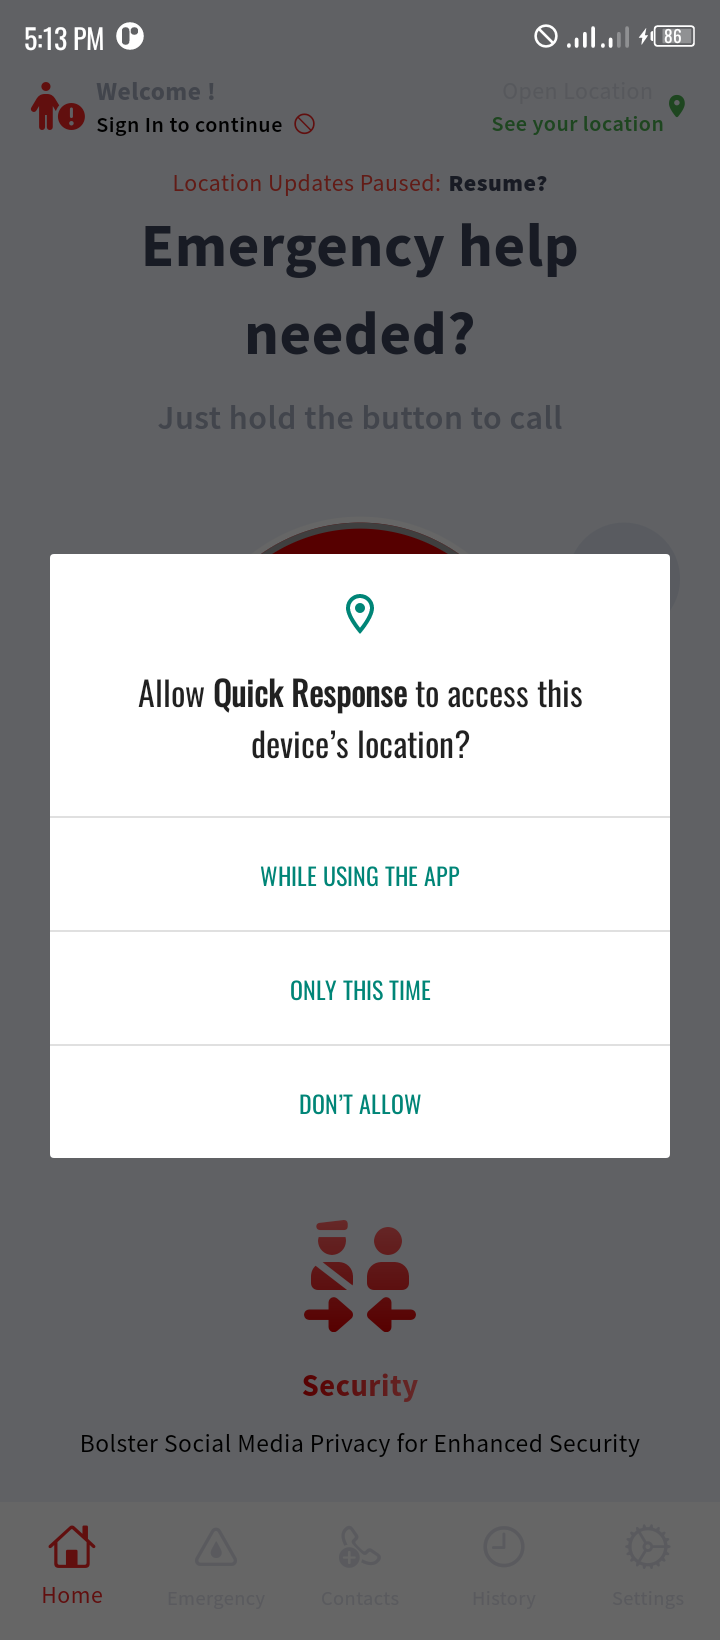 5:13 PM
86
Welcome !
Sign In to continue
Open Location
See your location
Location Updates Paused: Resume?
Emergency help
needed?
Just hold the button to call
Allow Quick Response to access this
device's location?
WHILE USING THE APP
ONLY THIS TIME
DON'T ALLOW
Security
Bolster Social Media Privacy for Enhanced Security
Home
Emergency
Contacts
History
Settings